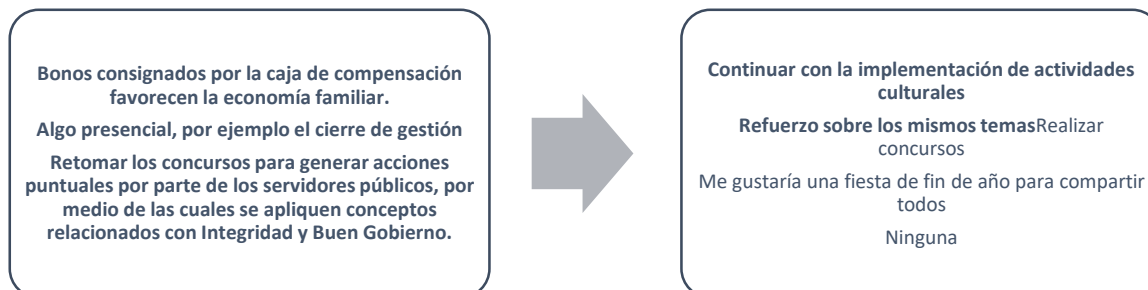 Bonos consignados por la caja de compensación
favorecen la economía familiar.
Algo presencial, por ejemplo el cierre de gestión
Retomar los concursos para generar acciones
puntuales por parte de los servidores públicos, por
medio de las cuales se apliquen conceptos
relacionados con Integridad y Buen Gobierno.
Continuar con la implementación de actividades
culturales
Refuerzo sobre los mismos temasRealizar
concursos
Me gustaría una fiesta de fin de año para compartir
todos
Ninguna